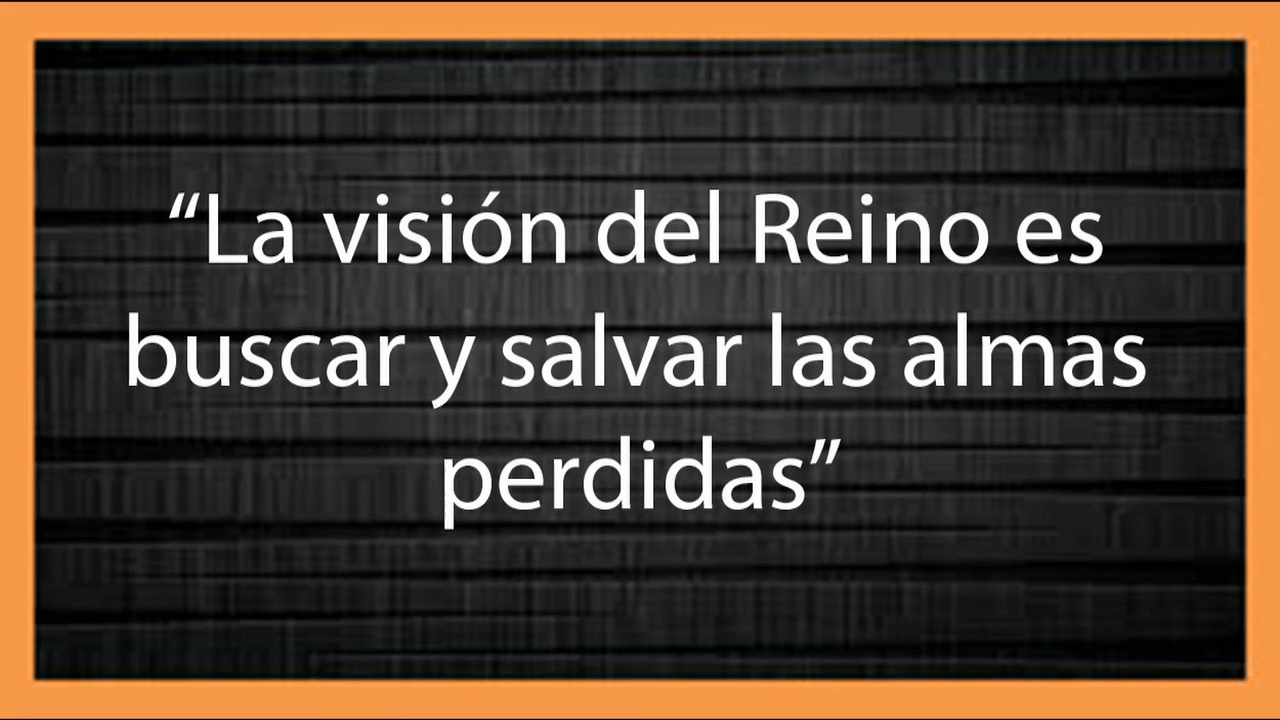 “La visión del Reino es
buscar y salvar las almas
perdidas”